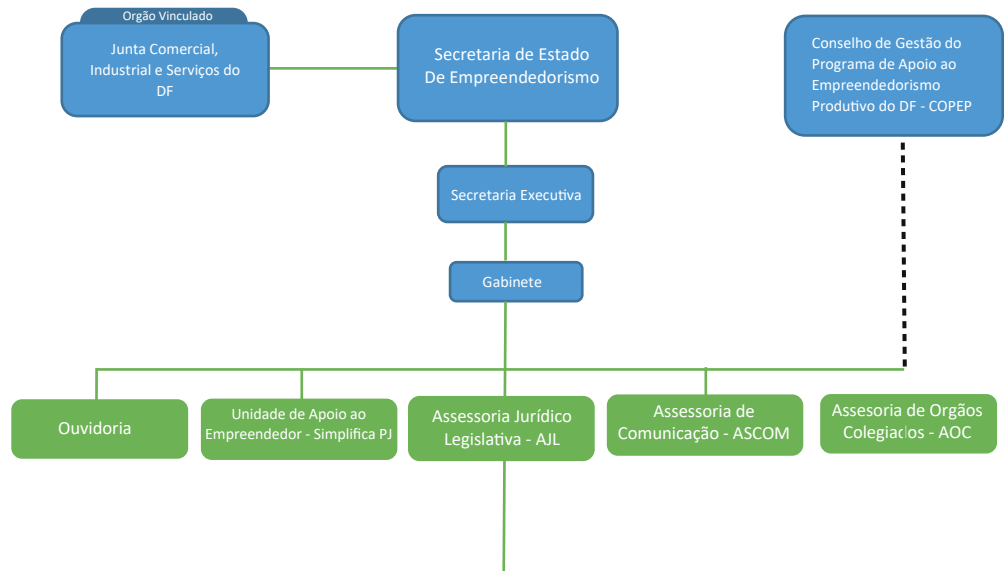 Orgão Vinculado
Junta Comercial,
Industrial e Serviços do
DF
Secretaria de Estado
De Empreendedorismo
Conselho de Gestão do
Programa de Apoio ao
Empreendedorismo
Produtivo do DF - COPEP
Secretaria Executiva
Gabinete
Ouvidoria
Unidade de Apoio ao
Empreendedor - Simplifica PJ
Assessoria Jurídico
Legislativa - AJL
Assessoria de
Comunicação - ASCOM
Assesoria de Orgãos
Colegiados - AOC